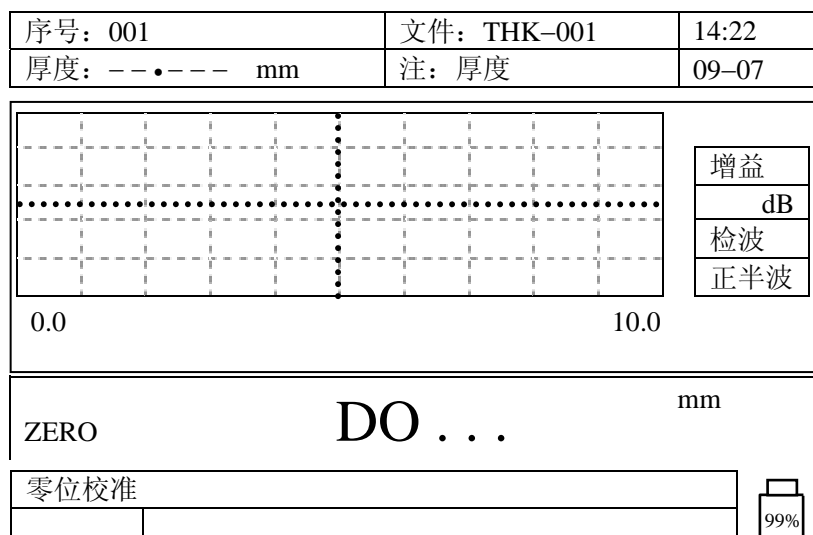 序号：001 文件：THK–001 14:22
厚度：– – • – – – mm 注：厚度 09–07
增益
dB
检波
正半波
0.0 10.0
mm
ZERO DO . . .
零位校准
99%